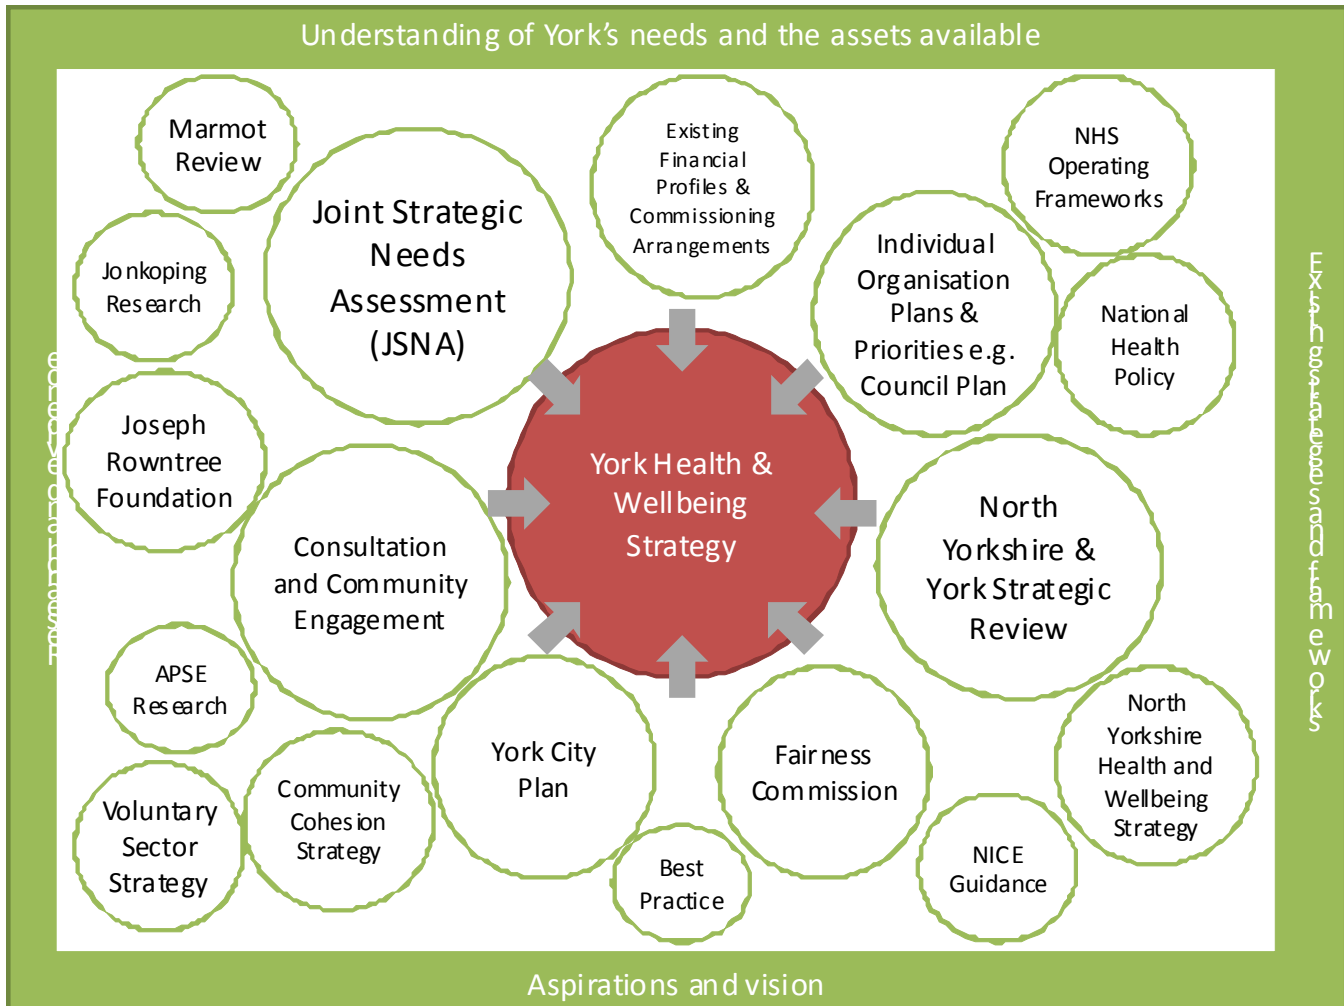 Understanding of York's needs and the assets available
Marmot
Review
Joint Strategic
Needs
Assessment
(JSNA)
Existing
Financial
Profiles &
Commissioning
Arrangements
NHS
Operating
Frameworks
Individual
Organisation
Plans &
Priorities e.g.
Council Plan
Jonkoping
Research
National
Health
Policy
Joseph
Rowntree
Foundation
York Health &
Wellbeing
Strategy
Consultation
and Community
Engagement
North
Yorkshire &
York Strategic
Review
APSE
Research
York City
Plan
Fairness
Commission
North
Yorkshire
Health and
Wellbeing
Strategy
Voluntary
Sector
Strategy
Community
Cohesion
Strategy
Best
Practice
NICE
Guidance
Existing strategies and frameworks
Aspirations and vision